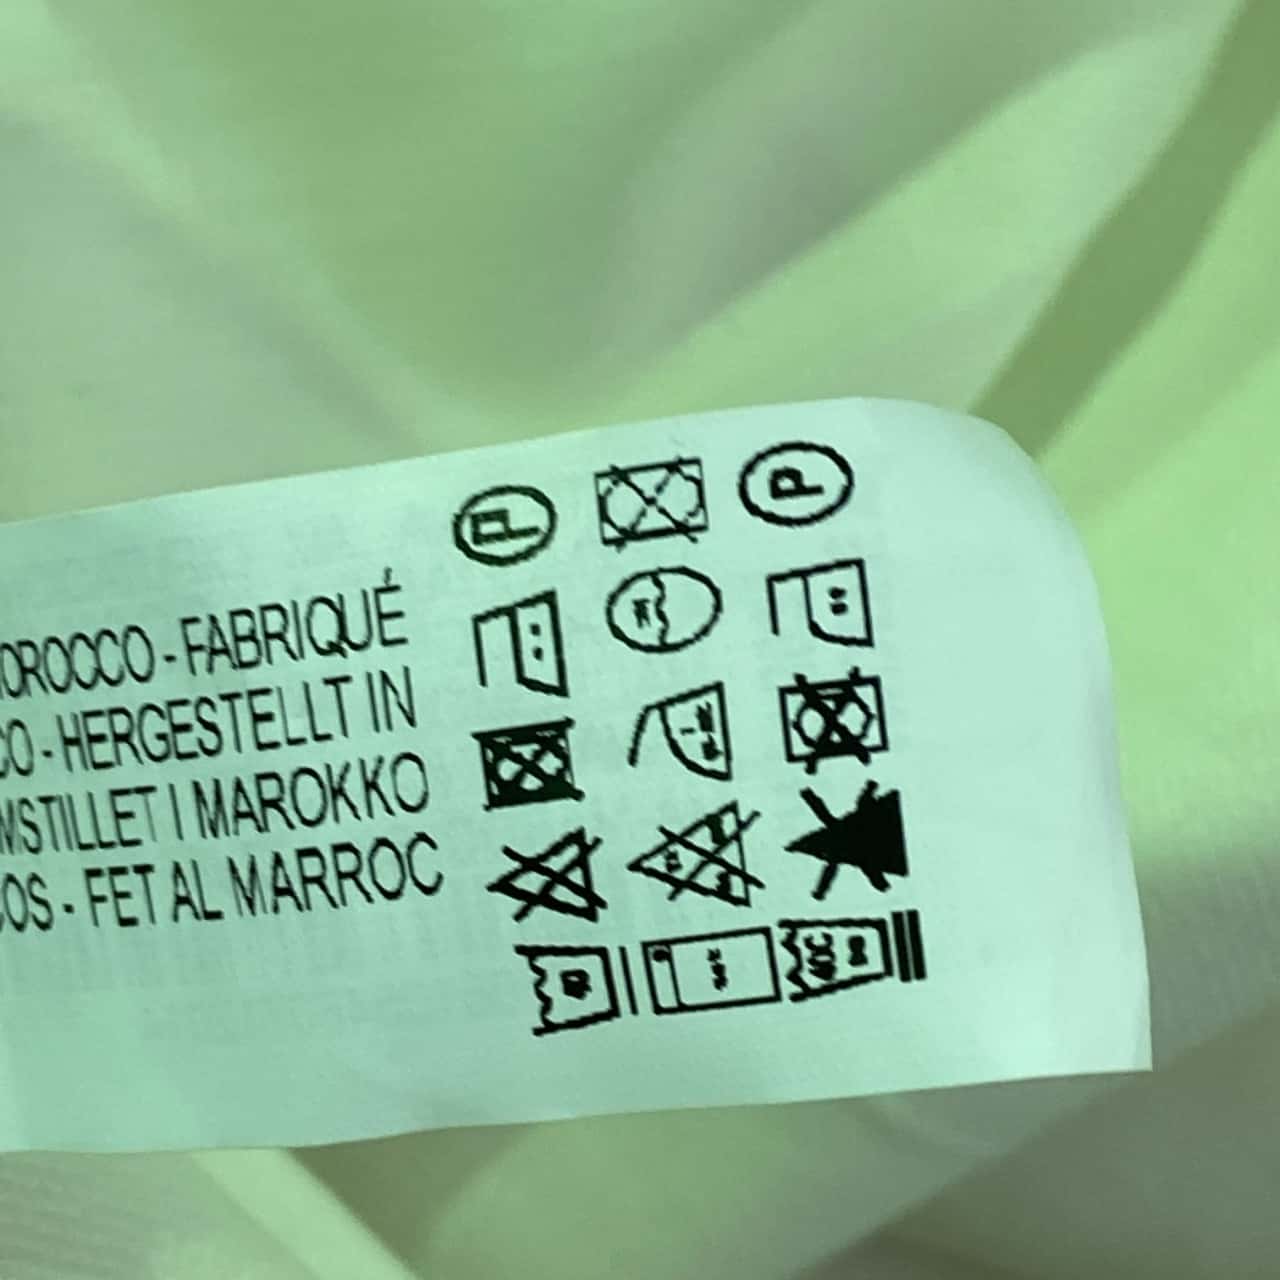 OROCCO - FABRIQUÉ
CO - HERGESTELLT IN
MSTILLET I MAROKKO
COS - FET AL MARROC
P
P